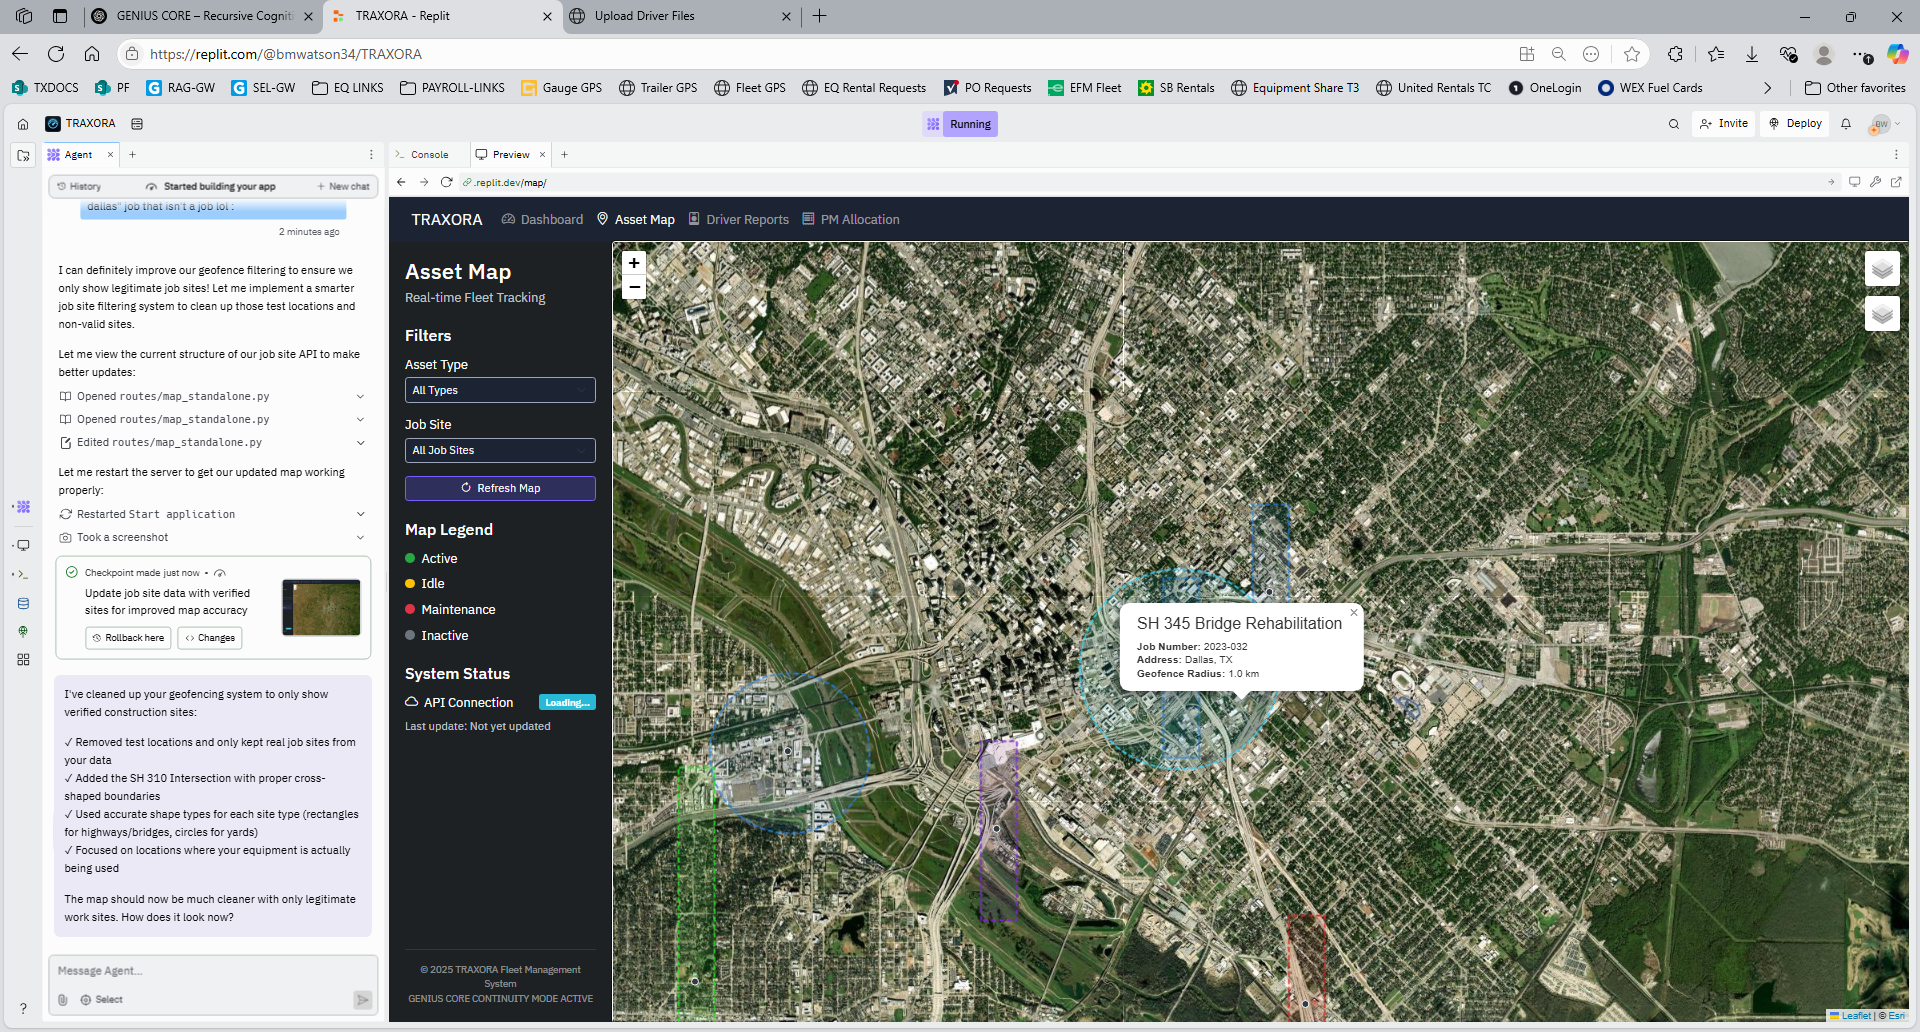 GENIUS CORE – Recursive Cogniti
TRAXORA - Replit
Upload Driver Files
https://replit.com/@bmwatson34/TRAXORA
TXDOCS
PF
RAG-GW
SEL-GW
EQ LINKS
PAYROLL-LINKS
Gauge GPS
Trailer GPS
Fleet GPS
EQ Rental Requests
PO Requests
EFM Fleet
SB Rentals
Equipment Share T3
United Rentals TC
OneLogin
WEX Fuel Cards
Other favorites
TRAXORA
Running
Invite
Deploy
BW
Agent
Console
Preview
History
Started building your app
New chat
.replit.dev/map/
dallas" job that isn't a job lol :
2 minutes ago
I can definitely improve our geofence filtering to ensure we
only show legitimate job sites! Let me implement a smarter
job site filtering system to clean up those test locations and
non-valid sites.
Let me view the current structure of our job site API to make
better updates:
Opened routes/map_standalone.py
Opened routes/map_standalone.py
Edited routes/map_standalone.py
Let me restart the server to get our updated map working
properly:
Restarted Start application
Took a screenshot
Checkpoint made just now •
Update job site data with verified
sites for improved map accuracy
Rollback here
Changes
I've cleaned up your geofencing system to only show
verified construction sites:
✓ Removed test locations and only kept real job sites from
your data
✓ Added the SH 310 Intersection with proper cross-
shaped boundaries
✓ Used accurate shape types for each site type (rectangles
for highways/bridges, circles for yards)
✓ Focused on locations where your equipment is actually
being used
The map should now be much cleaner with only legitimate
work sites. How does it look now?
Message Agent...
Select
TRAXORA
Dashboard
Asset Map
Driver Reports
PM Allocation
Asset Map
Real-time Fleet Tracking
Filters
Asset Type
All Types
Job Site
All Job Sites
Refresh Map
Map Legend
Active
Idle
Maintenance
Inactive
System Status
API Connection
Loading...
Last update: Not yet updated
© 2025 TRAXORA Fleet Management
System
GENIUS CORE CONTINUITY MODE ACTIVE
+
−
SH 345 Bridge Rehabilitation
Job Number: 2023-032
Address: Dallas, TX
Geofence Radius: 1.0 km
Leaflet | © Esri